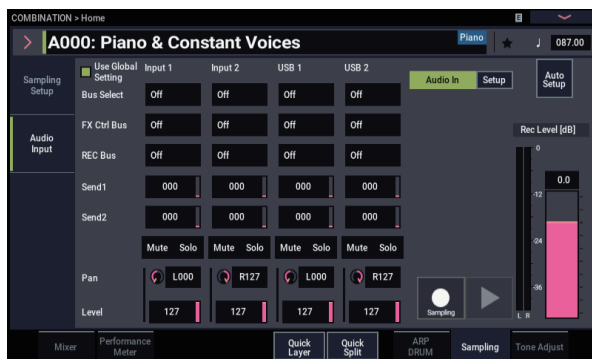 COMBINATION > Home
E
A000: Piano & Constant Voices
Piano
♩ 087.00
Sampling Setup
Audio Input
Use Global Setting
Input 1 Input 2 USB 1 USB 2
Audio In Setup
Auto Setup
Bus Select Off Off Off Off
FX Ctrl Bus Off Off Off Off
Rec Level [dB]
REC Bus Off Off Off Off
0
0.0
-12
-24
-36
L R
Send1 000 000 000 000
Send2 000 000 000 000
Mute Solo Mute Solo Mute Solo Mute Solo
Pan L000 R127 L000 R127
Level 127 127 127 127
Sampling
Mixer
Performance Meter
Quick Layer
Quick Split
ARP DRUM
Sampling
Tone Adjust